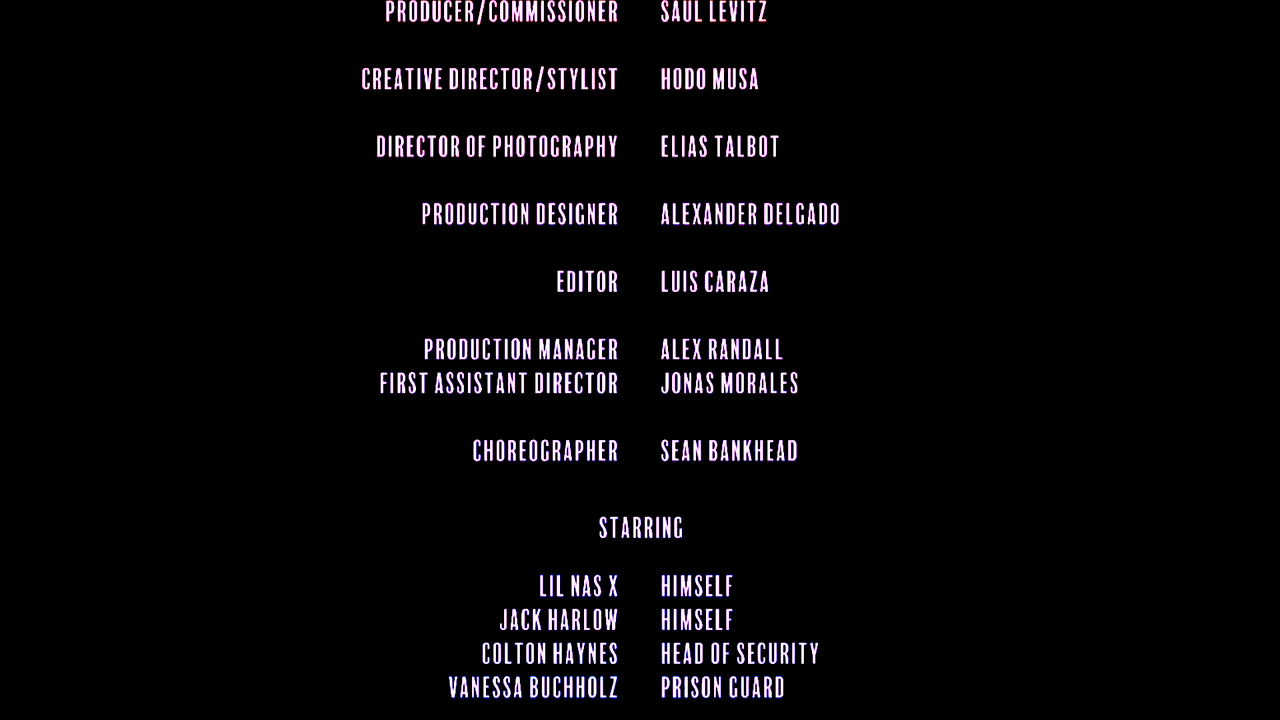 PRODUCER/COMMISSIONER SAUL LEVITZ
CREATIVE DIRECTOR/STYLIST HODO MUSA
DIRECTOR OF PHOTOGRAPHY ELIAS TALBOT
PRODUCTION DESIGNER ALEXANDER DELGADO
EDITOR LUIS CARAZA
PRODUCTION MANAGER ALEX RANDALL
FIRST ASSISTANT DIRECTOR JONAS MORALES
CHOREOGRAPHER SEAN BANKHEAD
STARRING
LIL NAS X HIMSELF
JACK HARLOW HIMSELF
COLTON HAYNES HEAD OF SECURITY
VANESSA BUCHHOLZ PRISON GUARD